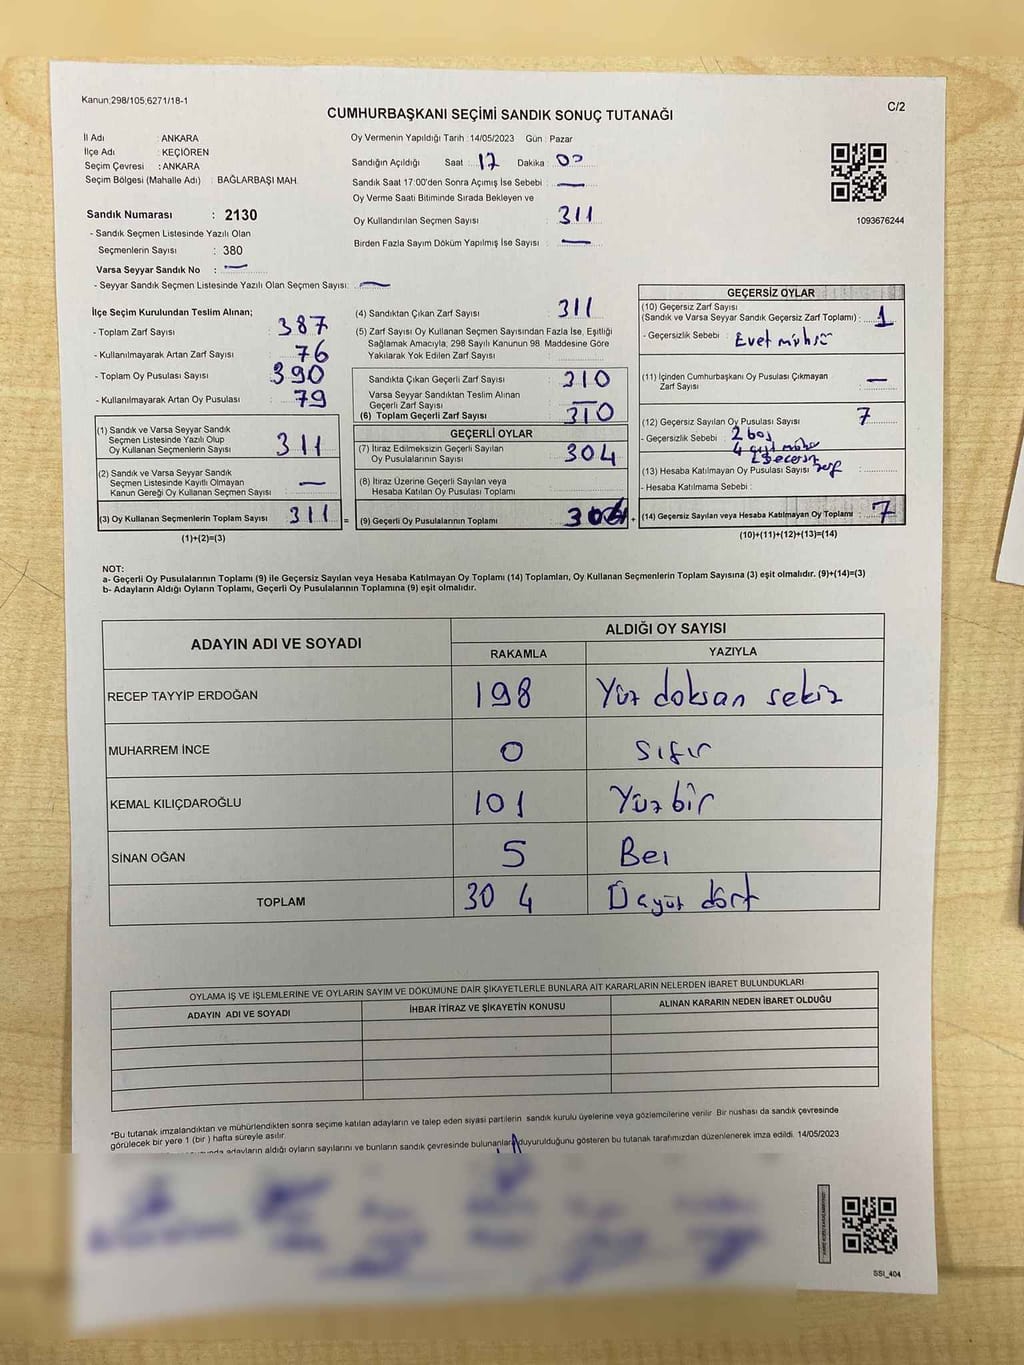 Kanun:298/105,6271/18-1
C/2
CUMHURBAŞKANI SEÇİMİ SANDIK SONUÇ TUTANAĞI
İl Adı : ANKARA
İlçe Adı : KEÇİÖREN
Seçim Çevresi : ANKARA
Seçim Bölgesi (Mahalle Adı) : BAĞLARBAŞI MAH.
Sandık Numarası : 2130
- Sandık Seçmen Listesinde Yazılı Olan
Seçmenlerin Sayısı : 380
Varsa Seyyar Sandık No : —
- Seyyar Sandık Seçmen Listesinde Yazılı Olan Seçmen Sayısı: —
Oy Vermenin Yapıldığı Tarih :14/05/2023 Gün : Pazar
Sandığın Açıldığı Saat : 17 Dakika : 00
Sandık Saat 17:00'den Sonra Açımış İse Sebebi : —
Oy Verme Saati Bitiminde Sırada Bekleyen ve
Oy Kullandırılan Seçmen Sayısı : 311
Birden Fazla Sayım Döküm Yapılmış İse Sayısı : —
1093676244
İlçe Seçim Kurulundan Teslim Alınan;
- Toplam Zarf Sayısı : 387
- Kullanılmayarak Artan Zarf Sayısı : 76
- Toplam Oy Pusulası Sayısı : 390
- Kullanılmayarak Artan Oy Pusulası : 79
(1) Sandık ve Varsa Seyyar Sandık
Seçmen Listesinde Yazılı Olup
Oy Kullanan Seçmenlerin Sayısı : 311
(2) Sandık ve Varsa Seyyar Sandık
Seçmen Listesinde Kayıtlı Olmayan
Kanun Gereği Oy Kullanan Seçmen Sayısı : —
(3) Oy Kullanan Seçmenlerin Toplam Sayısı : 311 =
(1)+(2)=(3)
(4) Sandıktan Çıkan Zarf Sayısı : 311
(5) Zarf Sayısı Oy Kullanan Seçmen Sayısından Fazla İse, Eşitliği
Sağlamak Amacıyla, 298 Sayılı Kanunun 98. Maddesine Göre
Yakılarak Yok Edilen Zarf Sayısı :
Sandıkta Çıkan Geçerli Zarf Sayısı : 310
Varsa Seyyar Sandıktan Teslim Alınan
Geçerli Zarf Sayısı : —
(6) Toplam Geçerli Zarf Sayısı : 310
GEÇERLİ OYLAR
(7) İtiraz Edilmeksizin Geçerli Sayılan
Oy Pusulalarının Sayısı : 304
(8) İtiraz Üzerine Geçerli Sayılan veya
Hesaba Katılan Oy Pusulası Toplamı :
(9) Geçerli Oy Pusulalarının Toplamı : 304 +
GEÇERSİZ OYLAR
(10) Geçersiz Zarf Sayısı
(Sandık ve Varsa Seyyar Sandık Geçersiz Zarf Toplamı) : 1
- Geçersizlik Sebebi : Evet mühsü
(11) İçinden Cumhurbaşkanı Oy Pusulası Çıkmayan
Zarf Sayısı : —
(12) Geçersiz Sayılan Oy Pusulası Sayısı : 7
- Geçersizlik Sebebi : 2 boş
(13) Hesaba Katılmayan Oy Pusulası Sayısı
- Hesaba Katılmama Sebebi :
(14) Geçersiz Sayılan veya Hesaba Katılmayan Oy Toplamı : 7
(10)+(11)+(12)+(13)=(14)
NOT:
a- Geçerli Oy Pusulalarının Toplamı (9) ile Geçersiz Sayılan veya Hesaba Katılmayan Oy Toplamı (14) Toplamları, Oy Kullanan Seçmenlerin Toplam Sayısına (3) eşit olmalıdır. (9)+(14)=(3)
b- Adayların Aldığı Oyların Toplamı, Geçerli Oy Pusulalarının Toplamına (9) eşit olmalıdır.
ADAYIN ADI VE SOYADI
ALDIĞI OY SAYISI
RAKAMLA YAZIYLA
RECEP TAYYİP ERDOĞAN 198 Yüz doksan sekiz
MUHARREM İNCE 0 Sıfır
KEMAL KILIÇDAROĞLU 101 Yüz bir
SİNAN OĞAN 5 Beş
TOPLAM 304 Üçyüz dört
OYLAMA İŞ VE İŞLEMLERİNE VE OYLARIN SAYIM VE DÖKÜMÜNE DAİR ŞİKAYETLERLE BUNLARA AİT KARARLARIN NELERDEN İBARET BULUNDUKLARI
ADAYIN ADI VE SOYADI İHBAR İTİRAZ VE ŞİKAYETİN KONUSU ALINAN KARARIN NEDEN İBARET OLDUĞU
*Bu tutanak imzalandıktan ve mühürlendikten sonra seçime katılan adayların ve talep eden siyasi partilerin sandık kurulu üyelerine veya gözlemcilerine verilir. Bir nushası da sandık çevresinde
görülecek bir yere 1 (bir) hafta süreyle asılır.
adayların aldığı oyların sayılarını ve bunların sandık çevresinde bulunanlara duyurulduğunu gösteren bu tutanak tarafımızdan düzenlenerek imza edildi. 14/05/2023
SSI_404